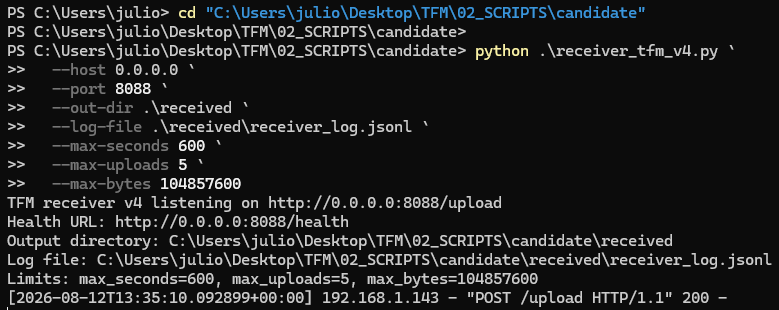 PS C:\Users\julio> cd "C:\Users\julio\Desktop\TFM\02_SCRIPTS\candidate"
PS C:\Users\julio\Desktop\TFM\02_SCRIPTS\candidate>
PS C:\Users\julio\Desktop\TFM\02_SCRIPTS\candidate> python .\receiver_tfm_v4.py `
>>   --host 0.0.0.0 `
>>   --port 8088 `
>>   --out-dir .\received `
>>   --log-file .\received\receiver_log.jsonl `
>>   --max-seconds 600 `
>>   --max-uploads 5 `
>>   --max-bytes 104857600
TFM receiver v4 listening on http://0.0.0.0:8088/upload
Health URL: http://0.0.0.0:8088/health
Output directory: C:\Users\julio\Desktop\TFM\02_SCRIPTS\candidate\received
Log file: C:\Users\julio\Desktop\TFM\02_SCRIPTS\candidate\received\receiver_log.jsonl
Limits: max_seconds=600, max_uploads=5, max_bytes=104857600
[2026-08-12T13:35:10.092899+00:00] 192.168.1.143 - "POST /upload HTTP/1.1" 200 -